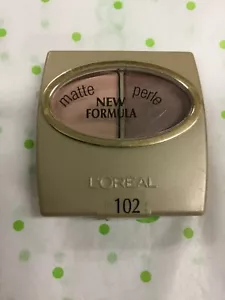 matte perle
NEW
FORMULA
L'ORÉAL
102